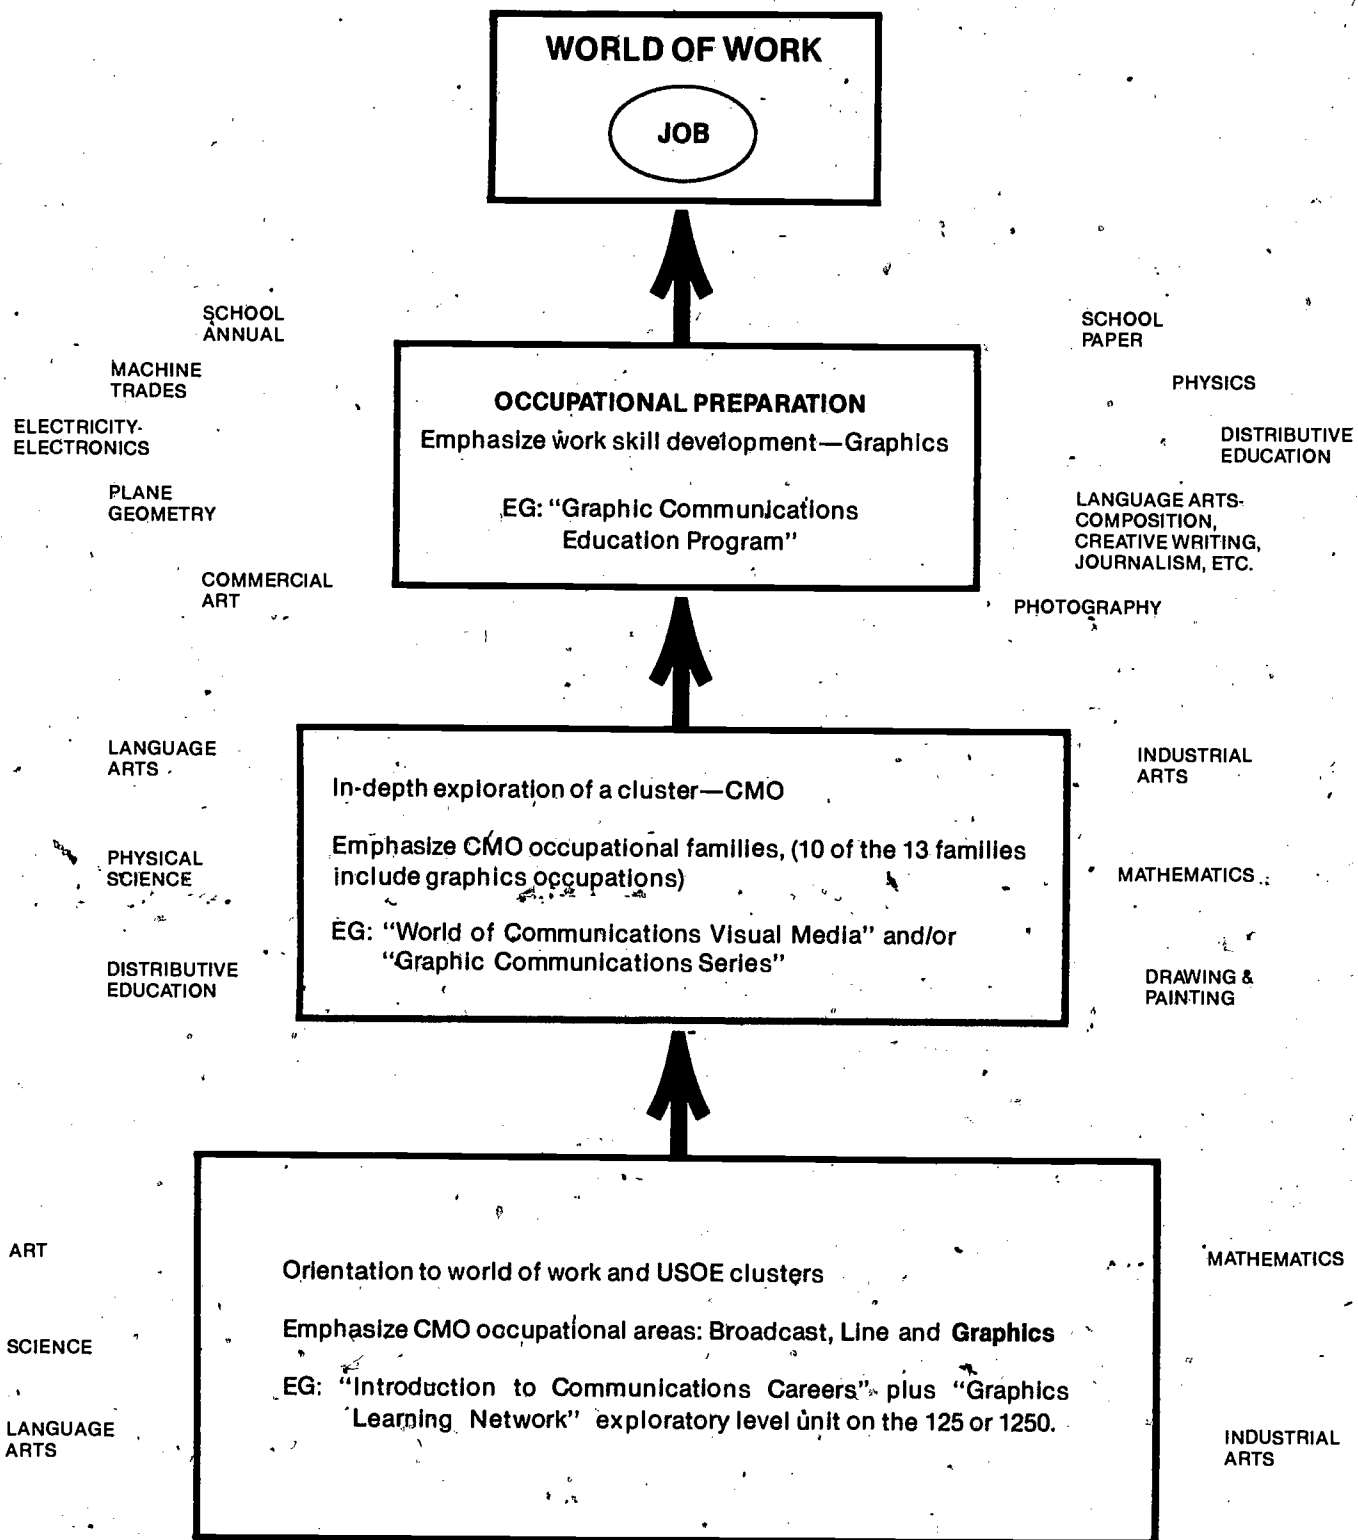 WORLD OF WORK
JOB
SCHOOL
ANNUAL
MACHINE
TRADES
ELECTRICITY-
ELECTRONICS
PLANE
GEOMETRY
COMMERCIAL
ART
OCCUPATIONAL PREPARATION
Emphasize work skill development—Graphics
EG: “Graphic Communications
Education Program”
SCHOOL
PAPER
PHYSICS
DISTRIBUTIVE
EDUCATION
LANGUAGE ARTS-
COMPOSITION,
CREATIVE WRITING,
JOURNALISM, ETC.
PHOTOGRAPHY
LANGUAGE
ARTS
PHYSICAL
SCIENCE
DISTRIBUTIVE
EDUCATION
In-depth exploration of a cluster—CMO
Emphasize CMO occupational families, (10 of the 13 families
include graphics occupations)
EG: “World of Communications Visual Media” and/or
“Graphic Communications Series”
INDUSTRIAL
ARTS
MATHEMATICS
DRAWING &
PAINTING
ART
SCIENCE
LANGUAGE
ARTS
Orientation to world of work and USOE clusters
Emphasize CMO occupational areas: Broadcast, Line and Graphics
EG: “Introduction to Communications Careers” plus “Graphics
Learning Network” exploratory level unit on the 125 or 1250.
MATHEMATICS
INDUSTRIAL
ARTS